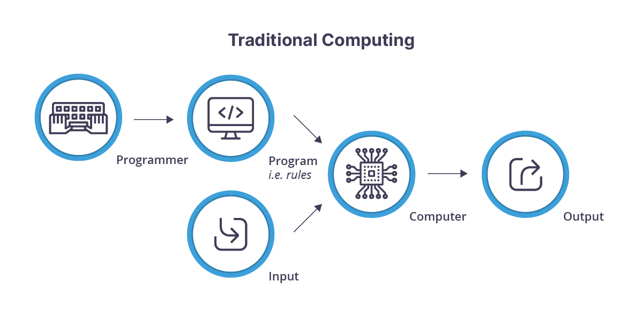 Traditional Computing
Programmer
Program
i.e. rules
Computer
Output
Input